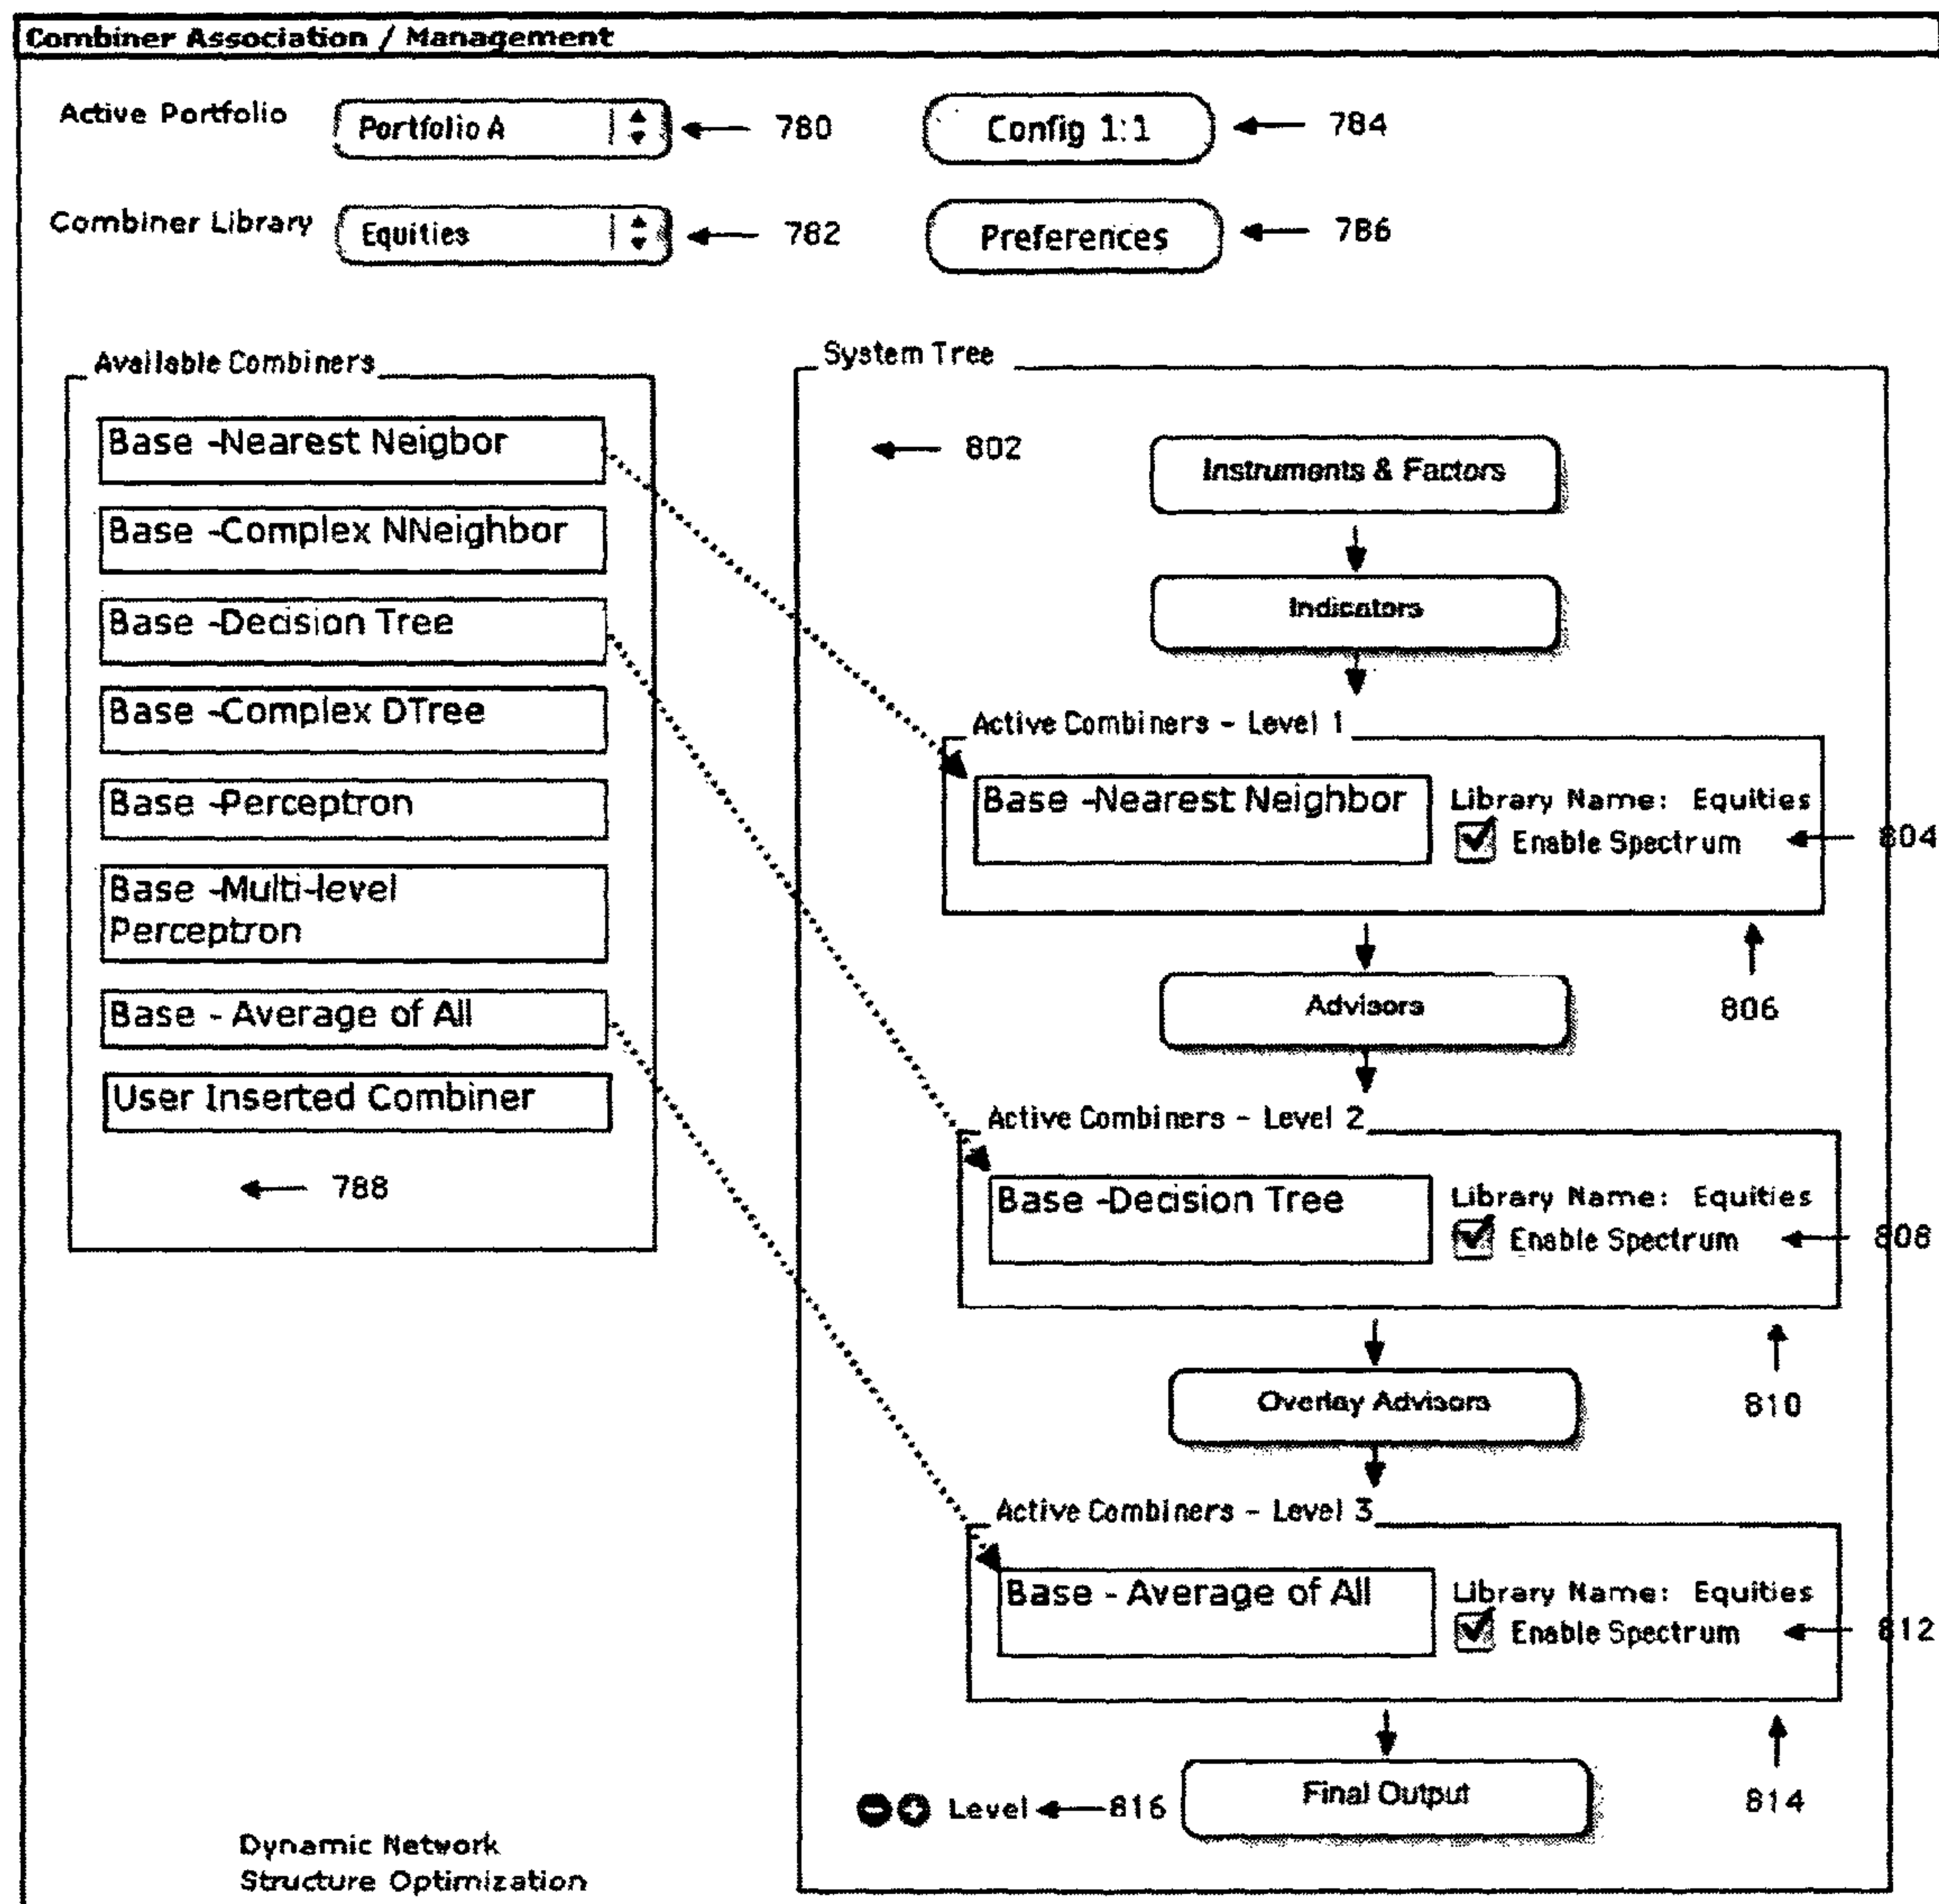 Combiner Association / Management
Active Portfolio
Portfolio A
780
Config 1:1
784
Combiner Library
Equities
782
Preferences
786
Available Combiners
Base -Nearest Neigbor
Base -Complex NNeighbor
Base -Decision Tree
Base -Complex DTree
Base -Perceptron
Base -Multi-level
Perceptron
Base - Average of All
User Inserted Combiner
788
System Tree
802
Instruments & Factors
Indicators
Active Combiners - Level 1
Base -Nearest Neighbor
Library Name: Equities
Enable Spectrum
804
806
Advisors
Active Combiners - Level 2
Base -Decision Tree
Library Name: Equities
Enable Spectrum
808
810
Overlay Advisors
Active Combiners - Level 3
Base - Average of All
Library Name: Equities
Enable Spectrum
812
814
Final Output
Level
816
Dynamic Network
Structure Optimization